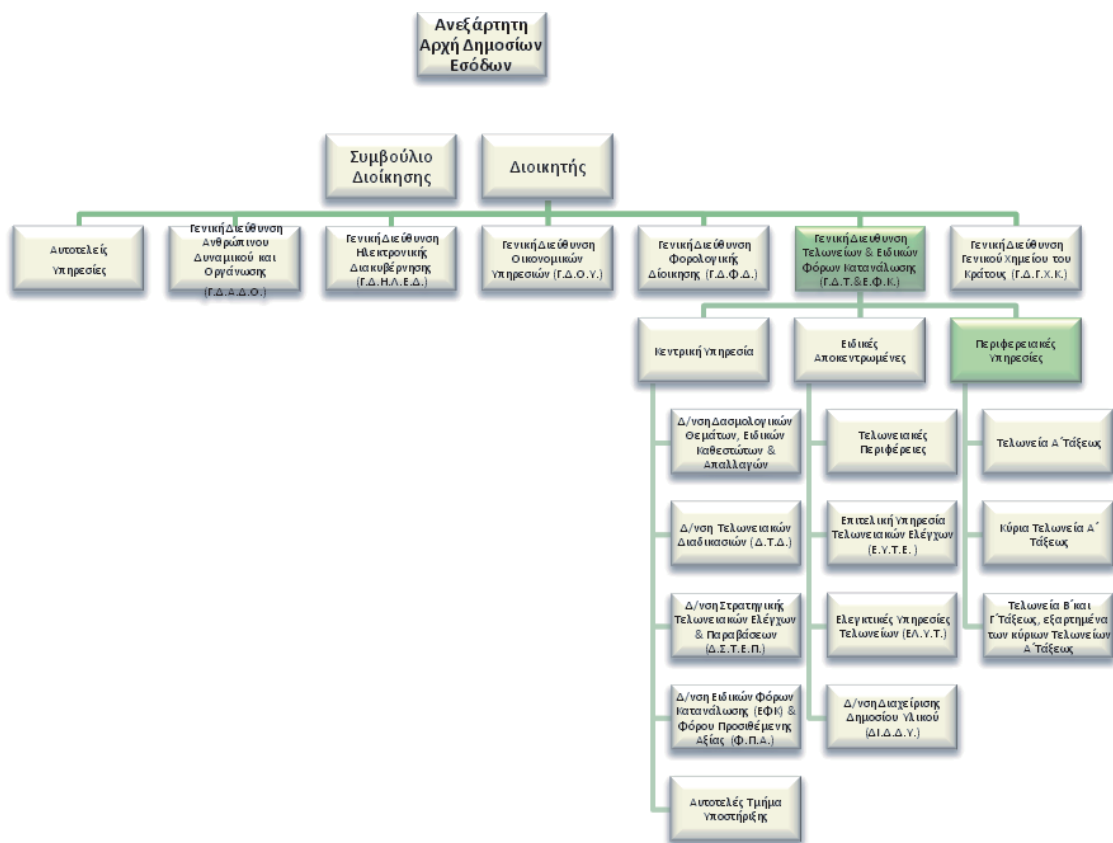 Ανεξάρτητη
Αρχή Δημοσίων
Εσόδων
Συμβούλιο
Διοίκησης
Διοικητής
Αυτοτελείς
Υπηρεσίες
Γενική Διεύθυνση
Ανθρώπινου
Δυναμικού και
Οργάνωσης
(Γ.Δ.Α.Δ.Ο.)
Γενική Διεύθυνση
Ηλεκτρονικής
Διακυβέρνησης
(Γ.Δ.Η.Λ.Ε.Δ.)
Γενική Διεύθυνση
Οικονομικών
Υπηρεσιών (Γ.Δ.Ο.Υ.)
Γενική Διεύθυνση
Φορολογικής
Δίοικησης (Γ.Δ.Φ.Δ.)
Γενική Διευθυνση
Τελωνείων & Ειδικών
Φόρων Κατανάλωσης
(Γ.Δ.Τ.&Ε.Φ.Κ.)
Γενική Διεύθυνση
Γενικού Χημείου του
Κράτους (Γ.Δ.Γ.Χ.Κ.)
Κεντρική Υπηρεσία
Ειδικές
Αποκεντρωμένες
Περιφερειακές
Υπηρεσίες
Δ/νση Δασμολογικών
Θεμάτων, Ειδικών
Καθεστώτων &
Απαλλαγών
Δ/νση Τελωνειακών
Διαδικασιών (Δ.Τ.Δ.)
Δ/νση Στρατηγικής
Τελωνειακών Ελέγχων
& Παραβάσεων
(Δ.Σ.Τ.Ε.Π.)
Δ/νση Ειδικών Φόρων
Κατανάλωσης (ΕΦΚ) &
Φόρου Προσιθέμενης
Αξίας (Φ.Π.Α.)
Αυτοτελές Τμήμα
Υποστήριξης
Τελωνειακές
Περιφέρειες
Επιτελική Υπηρεσία
Τελωνειακών Ελέγχων
(Ε.Υ.Τ.Ε. )
Ελεγκτικές Υπηρεσίες
Τελωνείων (ΕΛ.Υ.Τ.)
Δ/νση Διαχείρισης
Δημοσίου Υλικού
(ΔΙ.Δ.Δ.Υ.)
Τελωνεία Α΄Τάξεως
Κύρια Τελωνεία Α΄
Τάξεως
Τελωνεία Β΄και
Γ΄Τάξεως, εξαρτημένα
των κύριων Τελωνείων
Α΄Τάξεως